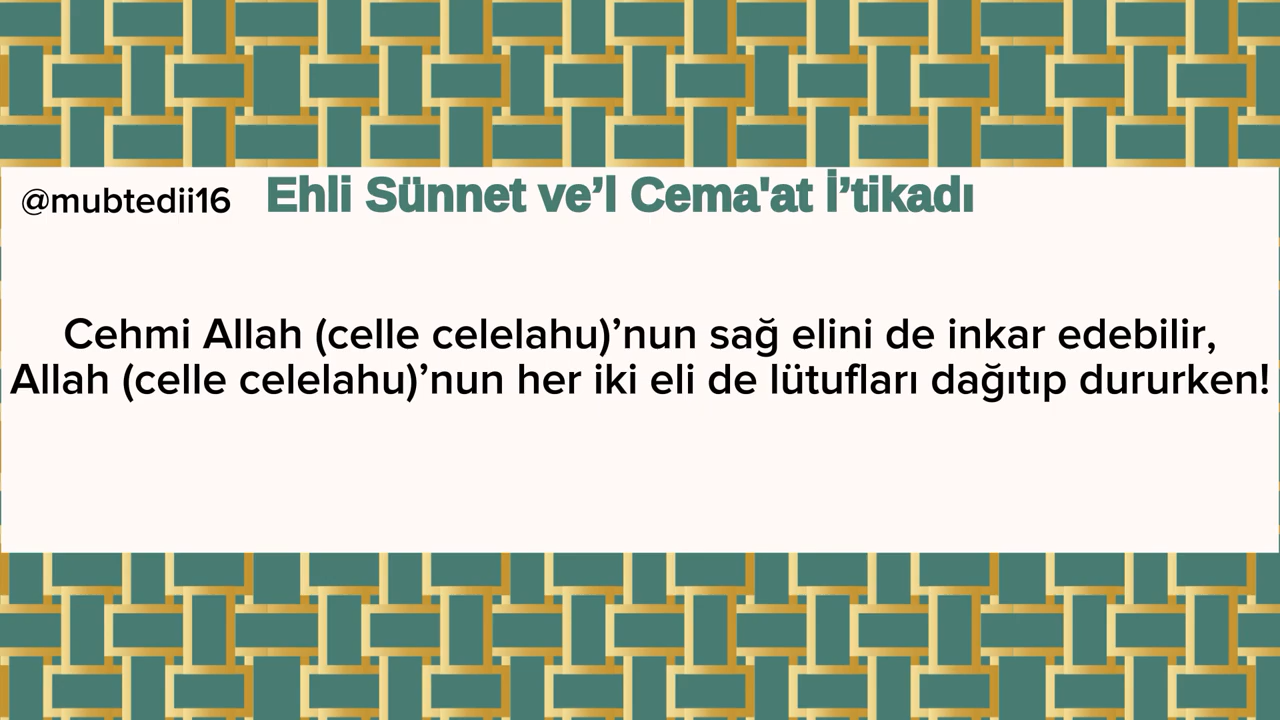 @mubtedii16 Ehli Sünnet ve’l Cema'at İ’tikadı
Cehmi Allah (celle celelahu)’nun sağ elini de inkar edebilir,
Allah (celle celelahu)’nun her iki eli de lütufları dağıtıp dururken!